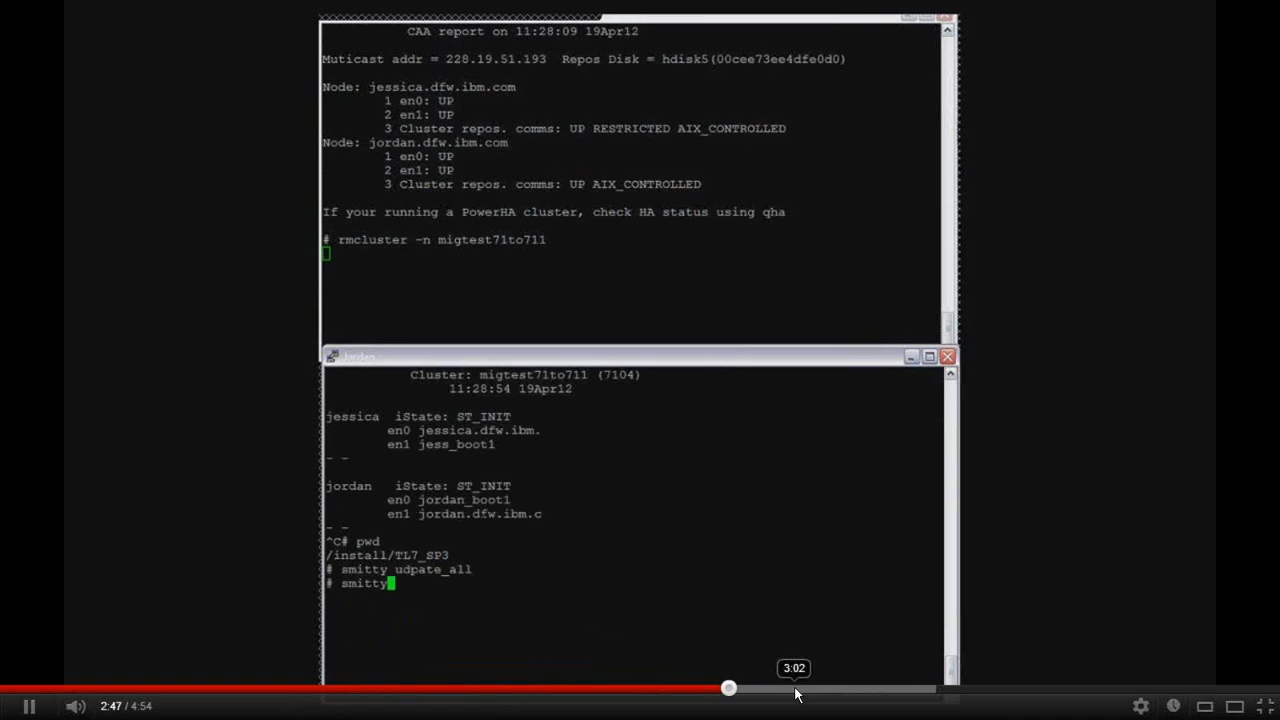 CAA report on 11:28:09 19Apr12
Muticast addr = 228.19.51.193 Repos Disk = hdisk5(00cee73ee4dfe0d0)
Node: jessica.dfw.ibm.com
1 en0: UP
2 en1: UP
3 Cluster repos. comms: UP RESTRICTED AIX_CONTROLLED
Node: jordan.dfw.ibm.com
1 en0: UP
2 en1: UP
3 Cluster repos. comms: UP AIX_CONTROLLED
If your running a PowerHA cluster, check HA status using qha
# rmcluster -n migtest71to711
Jordan
Cluster: migtest71to711 (7104)
11:28:54 19Apr12
jessica iState: ST_INIT
en0 jessica.dfw.ibm.
en1 jess_boot1
- -
jordan iState: ST_INIT
en0 jordan_boot1
en1 jordan.dfw.ibm.c
- -
^C# pwd
/install/TL7_SP3
# smitty udpate_all
# smitty
3:02
2:47 / 4:54